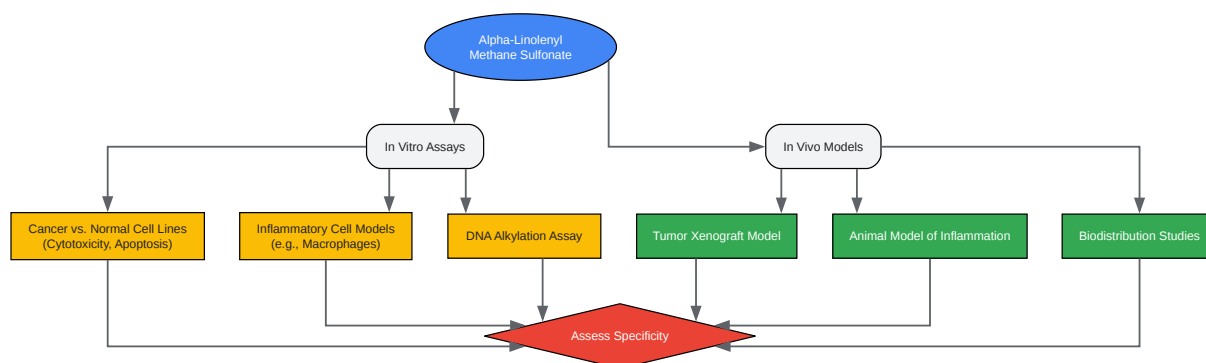 Alpha-Linolenyl
Methane Sulfonate
In Vitro Assays
In Vivo Models
Cancer vs. Normal Cell Lines
(Cytotoxicity, Apoptosis)
Inflammatory Cell Models
(e.g., Macrophages)
DNA Alkylation Assay
Tumor Xenograft Model
Animal Model of Inflammation
Biodistribution Studies
Assess Specificity